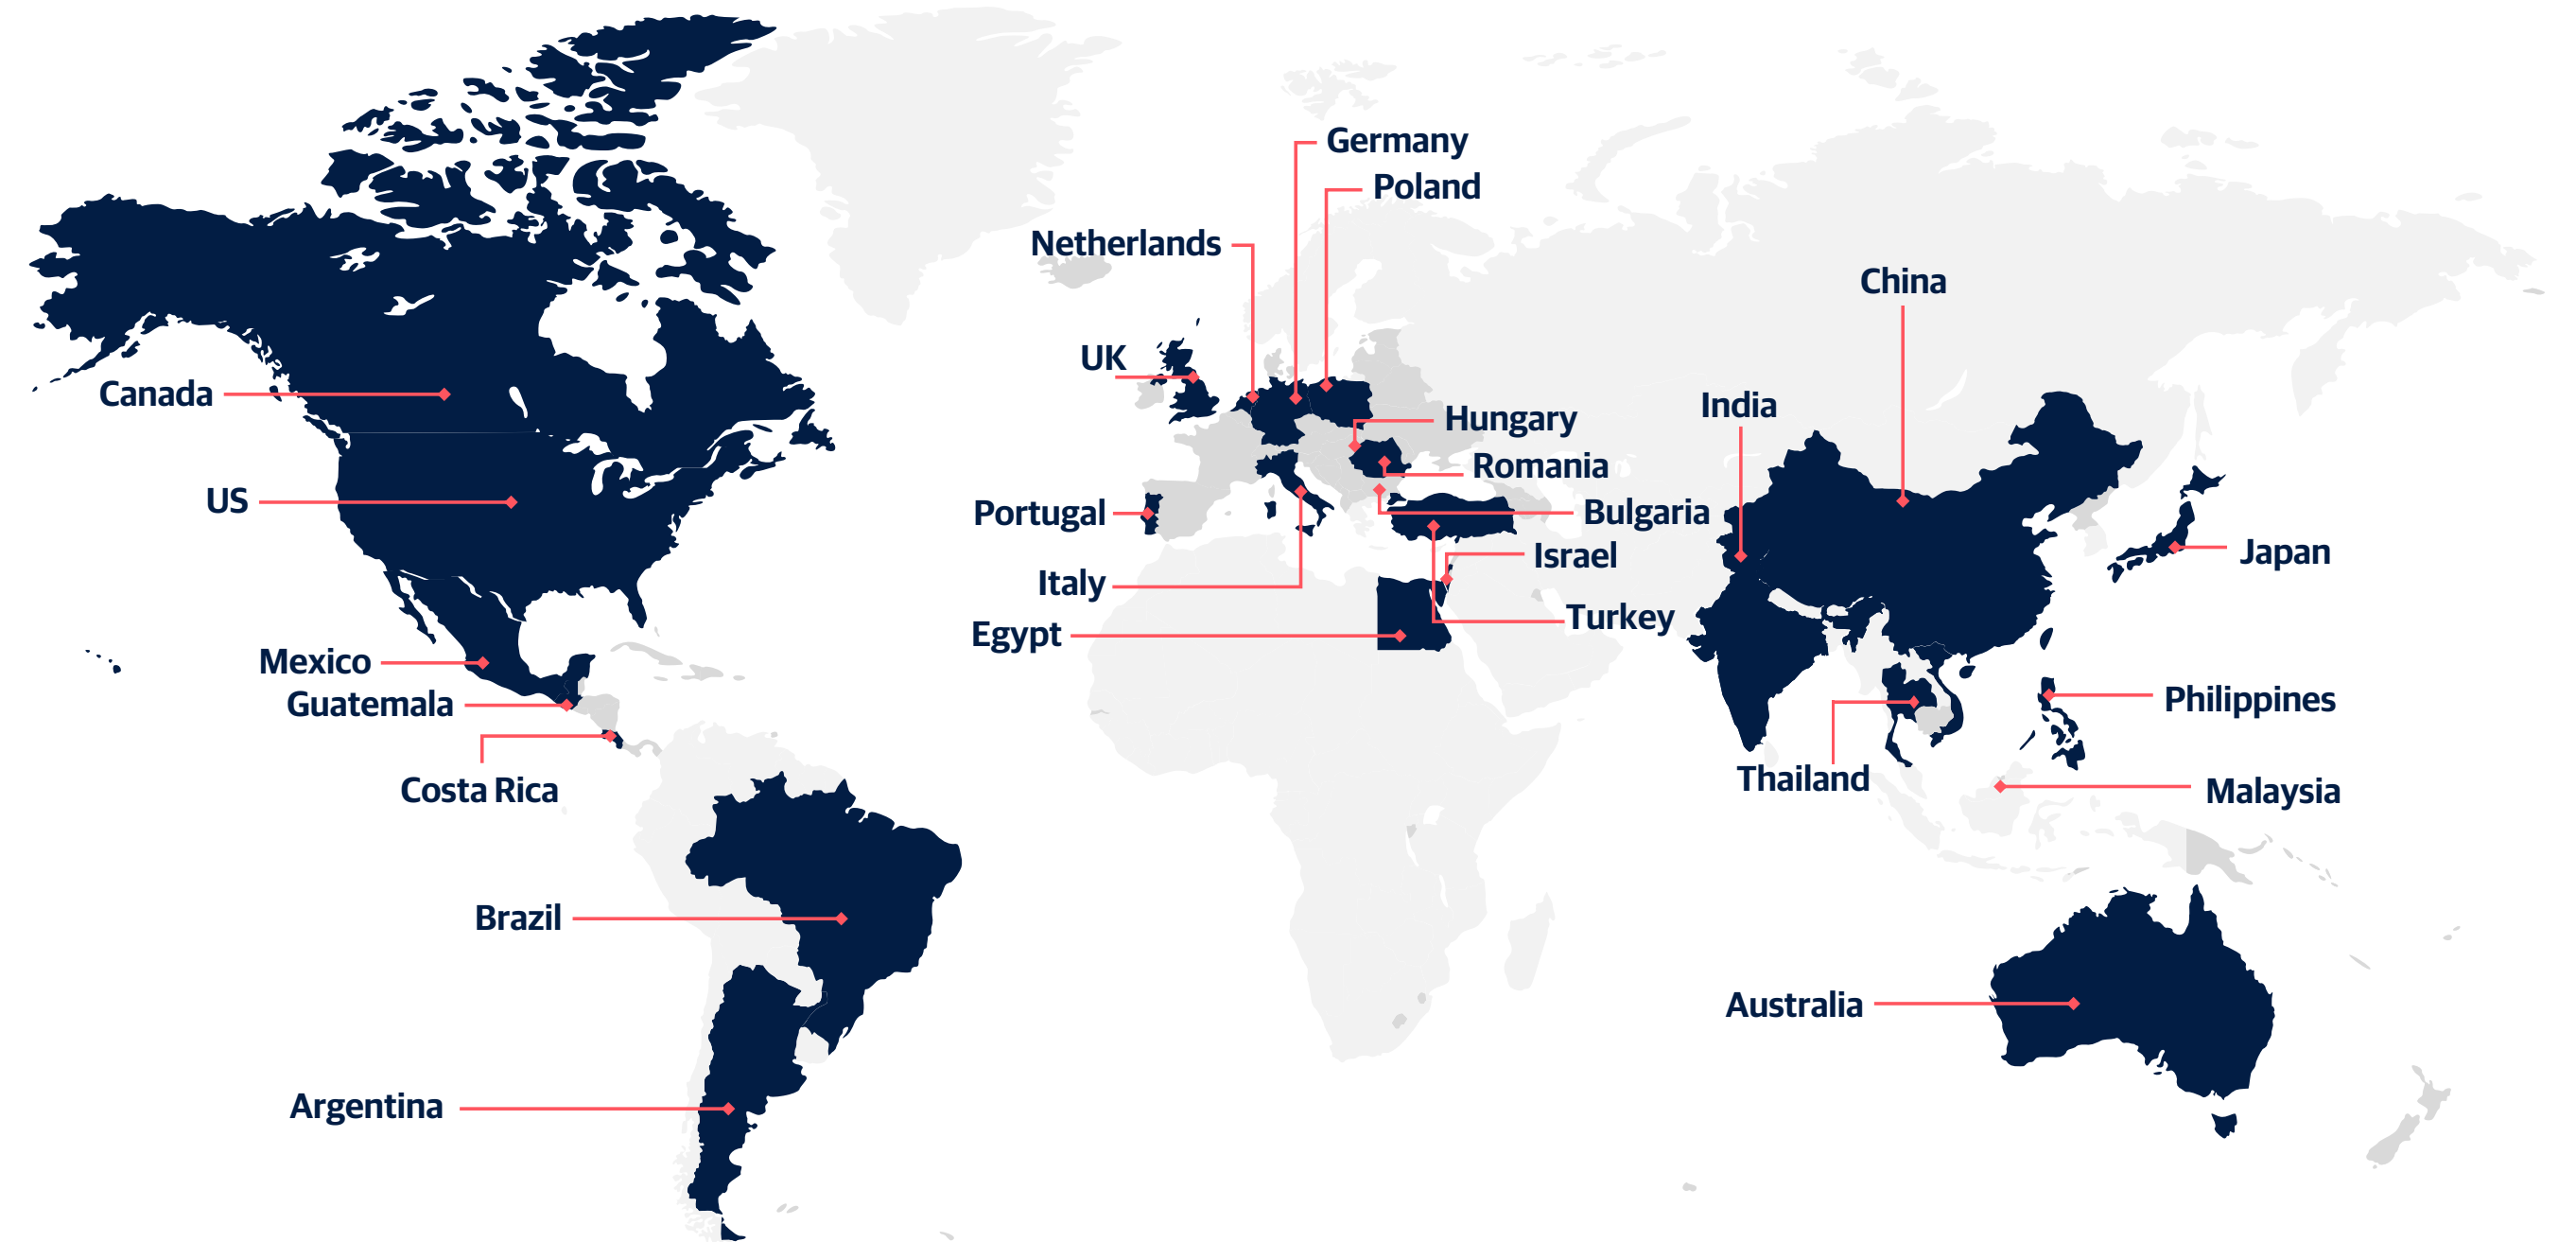 Germany
Poland
Netherlands
China
UK
Canada
India
Hungary
Romania
US
Portugal
Bulgaria
Japan
Israel
Italy
Turkey
Egypt
Mexico
Guatemala
Philippines
Thailand
Costa Rica
Malaysia
Brazil
Australia
Argentina